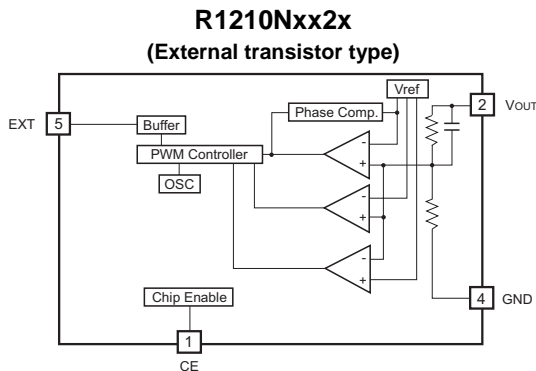 R1210Nxx2x
(External transistor type)
Vref
EXT
5
Buffer
Phase Comp.
2
VOUT
PWM Controller
-
+
OSC
-
+
-
+
Chip Enable
4
GND
1
CE